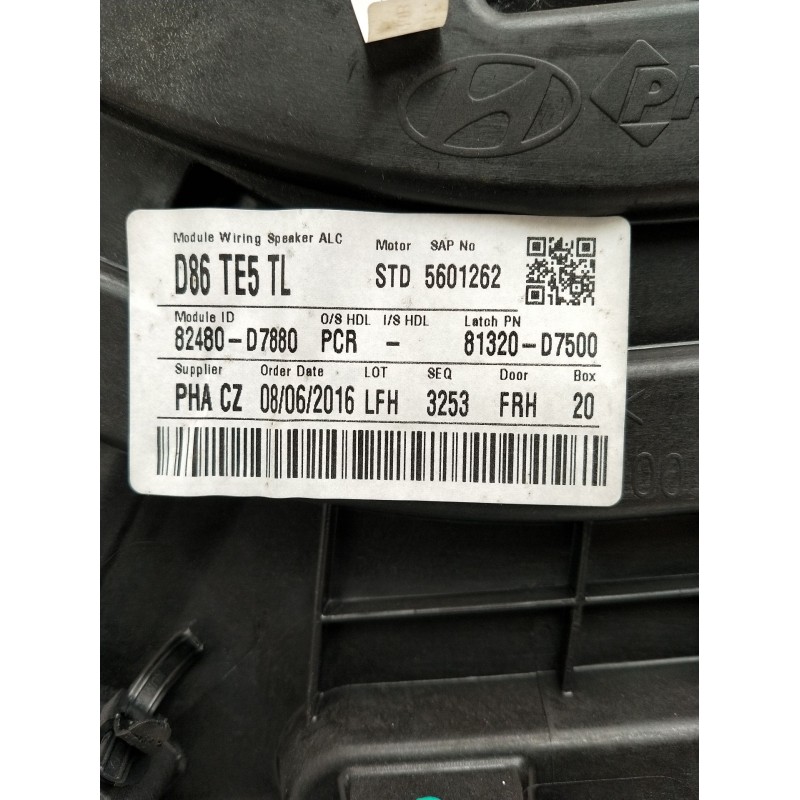 Module Wiring Speaker ALC Motor SAP No
D86 TE5 TL STD 5601262
Module ID O/S HDL I/S HDL Latch PN
82480-D7880 PCR - 81320-D7500
Supplier Order Date LOT SEQ Door Box
PHA CZ 08/06/2016 LFH 3253 FRH 20